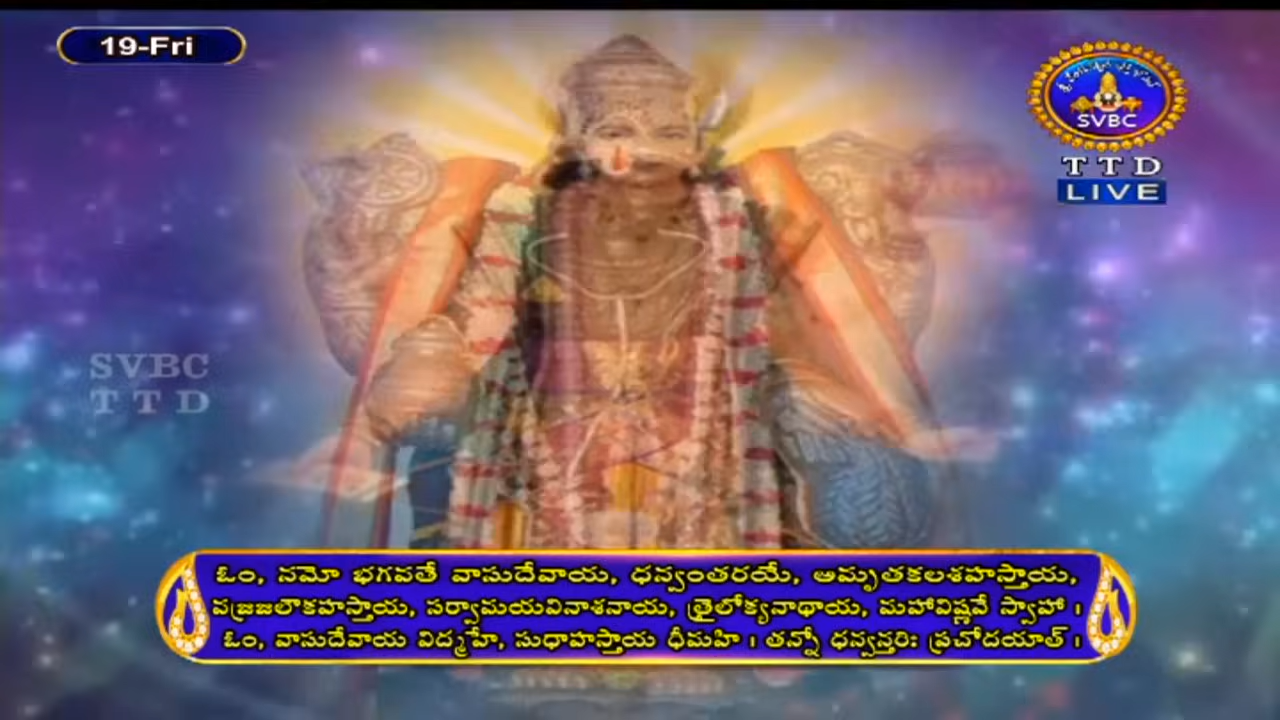 19-Fri
SVBC
TTD
LIVE
SVBC
TTD
ఓం, నమో భగవతే వాసుదేవాయ, ధన్వంతరయే, అమృతకలశహస్తాయ,
వజ్రజలౌకహస్తాయ, సర్వామయవినాశనాయ, త్రైలోక్యనాథాయ, మహావిష్ణవే స్వాహా।
ఓం, వాసుదేవాయ విద్మహే, సుధాహస్తాయ ధీమహి। తన్నో ధన్వన్తరిః ప్రచోదయాత్।